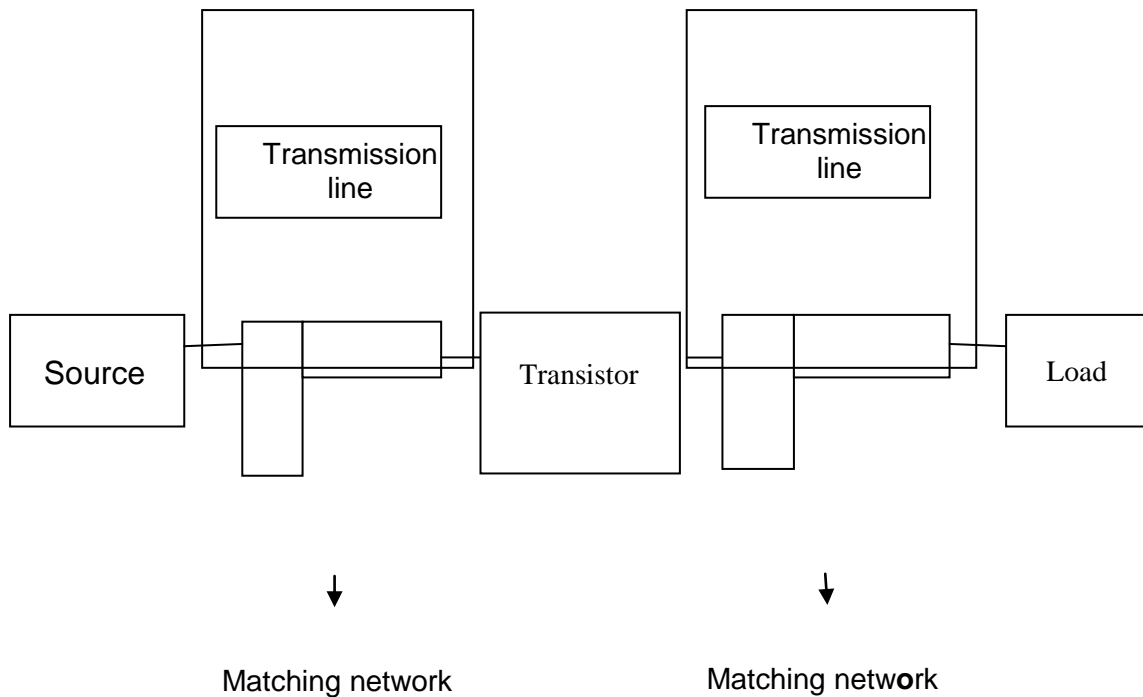 Transmission
line
Transmission
line
Source
Transistor
Load
Matching network
Matching network